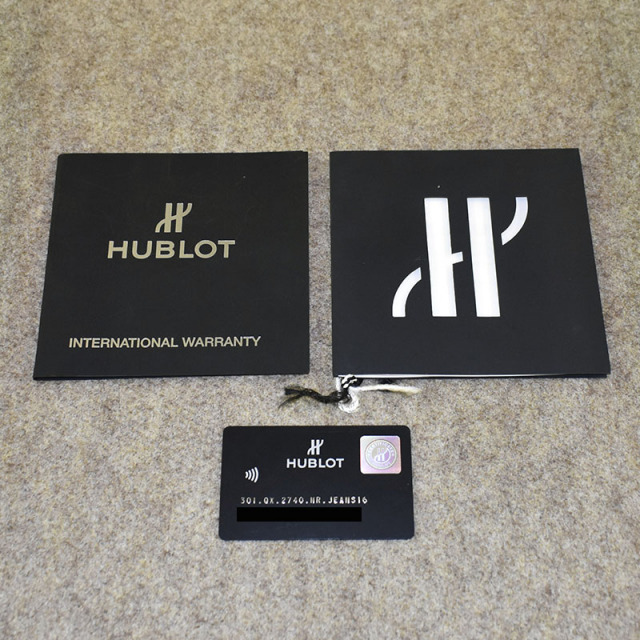 HUBLOT
INTERNATIONAL WARRANTY
HUBLOT
301.QX.2740.NR.JEANS16